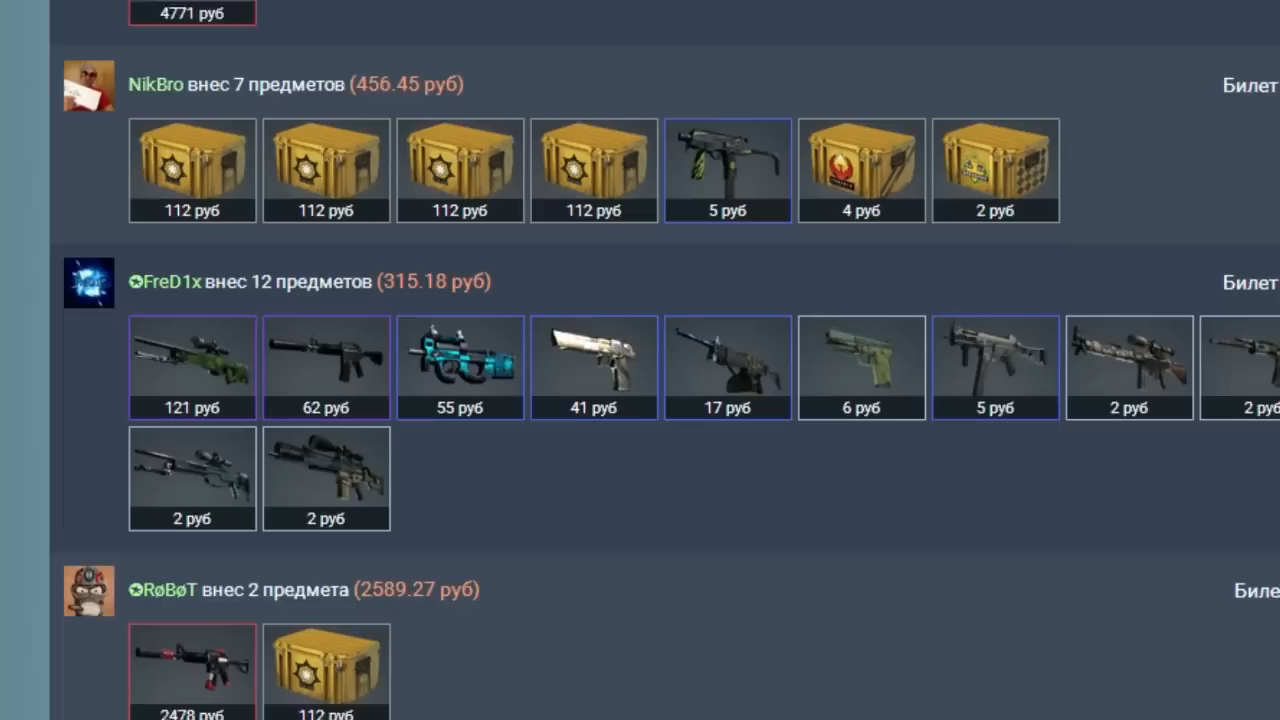 4771 руб
NikBro внес 7 предметов (456.45 руб)
Билет
112 руб 112 руб 112 руб 112 руб 5 руб 4 руб 2 руб
✪FreD1x внес 12 предметов (315.18 руб)
Билет
121 руб 62 руб 55 руб 41 руб 17 руб 6 руб 5 руб 2 руб 2 руб
2 руб 2 руб
✪RøBøT внес 2 предмета (2589.27 руб)
Биле
2478 руб 112 руб